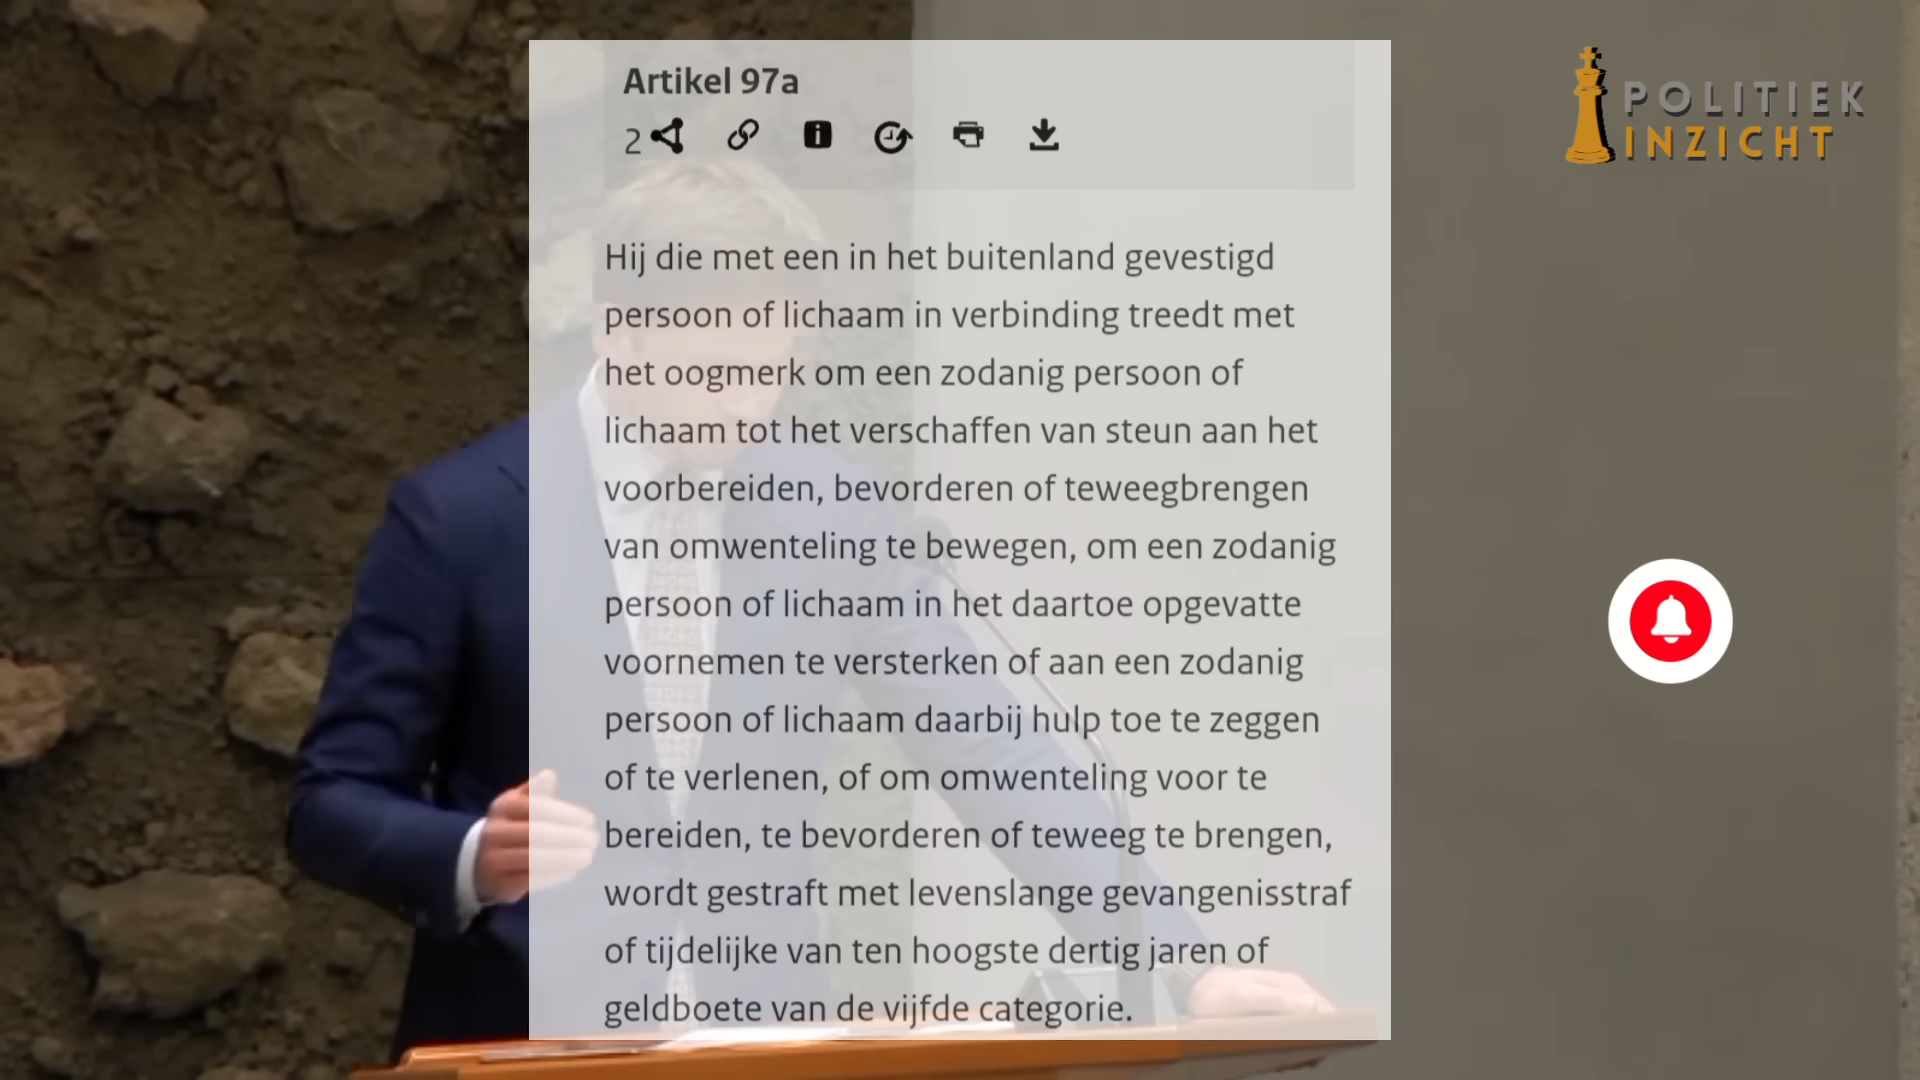 Artikel 97a
2
POLITIEK
INZICHT
Hij die met een in het buitenland gevestigd
persoon of lichaam in verbinding treedt met
het oogmerk om een zodanig persoon of
lichaam tot het verschaffen van steun aan het
voorbereiden, bevorderen of teweegbrengen
van omwenteling te bewegen, om een zodanig
persoon of lichaam in het daartoe opgevatte
voornemen te versterken of aan een zodanig
persoon of lichaam daarbij hulp toe te zeggen
of te verlenen, of om omwenteling voor te
bereiden, te bevorderen of teweeg te brengen,
wordt gestraft met levenslange gevangenisstraf
of tijdelijke van ten hoogste dertig jaren of
geldboete van de vijfde categorie.